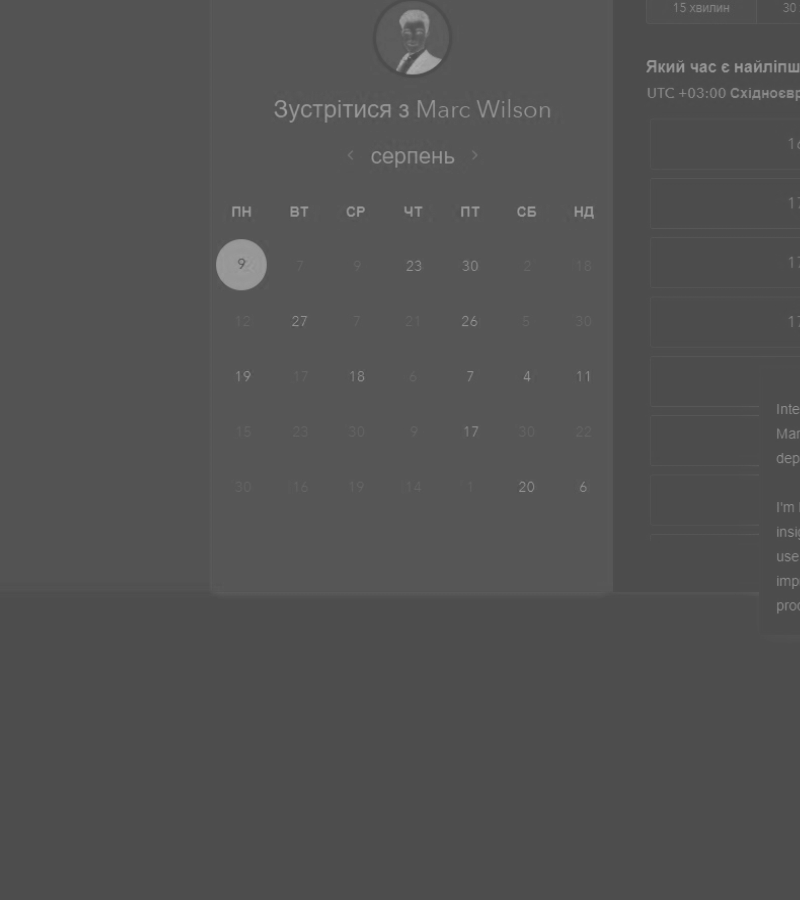 15 хвилин
30
Який час є найліпш
UTC +03:00 Східноєвр
Зустрітися з Marc Wilson
серпень
ПН ВТ СР ЧТ ПТ СБ НД
9 7 9 23 30 2 18
12 27 7 21 26 5 30
19 17 18 6 7 4 11
15 23 30 9 17 30 22
30 16 19 14 1 20 6
16
17
17
17
Inte
Mar
dep
I'm
insig
use
imp
prod